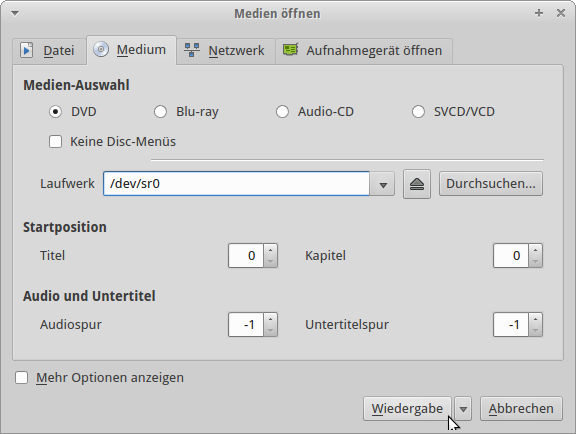 Medien öffnen
Datei Medium Netzwerk Aufnahmegerät öffnen
Medien-Auswahl
DVD Blu-ray Audio-CD SVCD/VCD
Keine Disc-Menüs
Laufwerk /dev/sr0 Durchsuchen...
Startposition
Titel 0 Kapitel 0
Audio und Untertitel
Audiospur -1 Untertitelspur -1
Mehr Optionen anzeigen
Wiedergabe Abbrechen